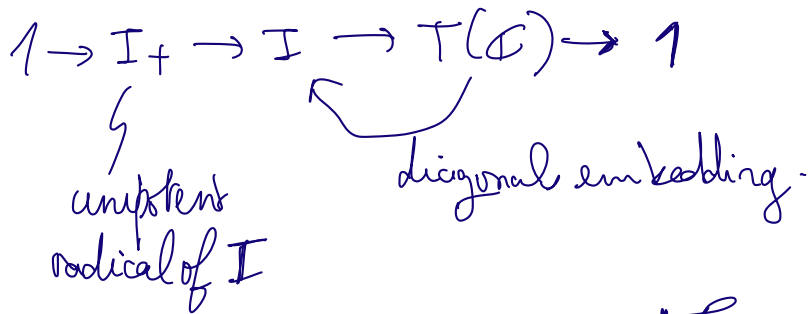 1 → I₊ → I → T(ℂ) → 1
diagonal embedding.
unipotent
radical of I